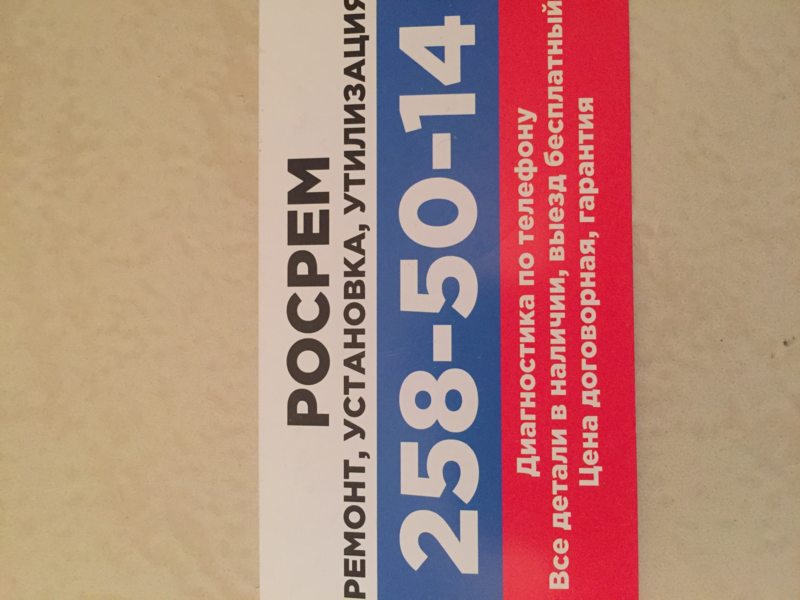 РОСРЕМ
РЕМОНТ, УСТАНОВКА, УТИЛИЗАЦИЯ
258-50-14
Диагностика по телефону
Все детали в наличии, выезд бесплатный
Цена договорная, гарантия